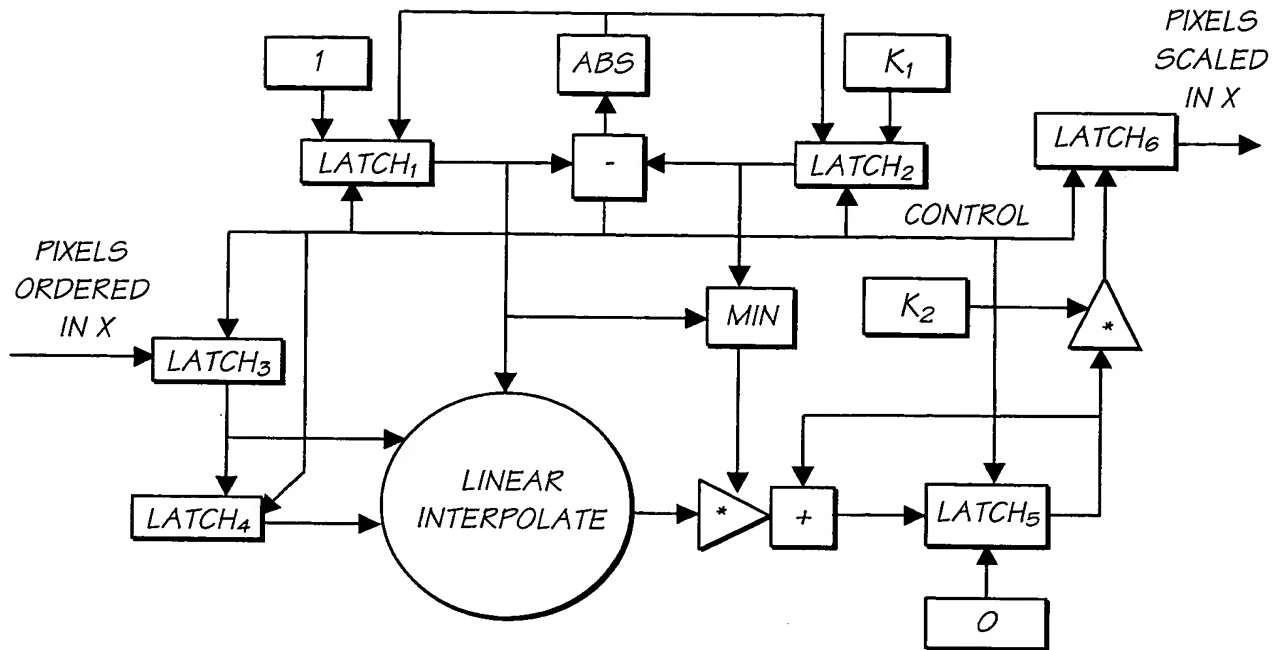 PIXELS
SCALED
IN X
1
ABS
K₁
LATCH₁
-
LATCH₂
LATCH₆
CONTROL
PIXELS
ORDERED
IN X
K₂
MIN
*
LATCH₃
LINEAR
INTERPOLATE
LATCH₄
*
+
LATCH₅
0